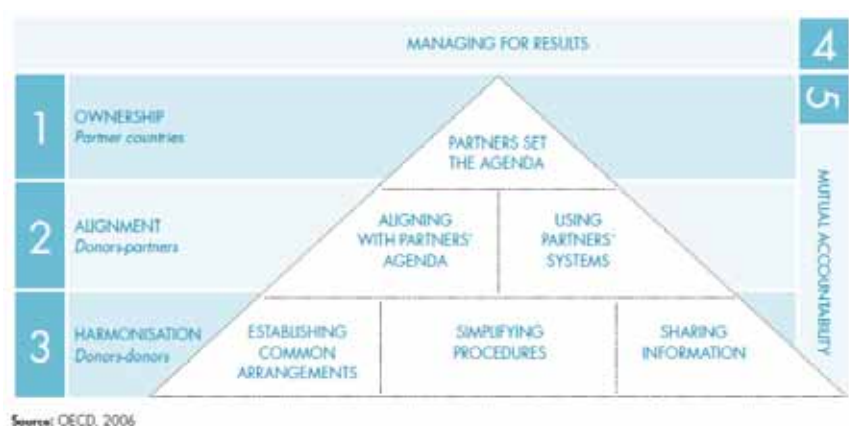 MANAGING FOR RESULTS
4
1
OWNERSHIP
Partner countries
PARTNERS SET
THE AGENDA
5
MUTUAL ACCOUNTABILITY
2
ALIGNMENT
Donors-partners
ALIGNING
WITH PARTNERS'
AGENDA
USING
PARTNERS'
SYSTEMS
3
HARMONISATION
Donors-donors
ESTABLISHING
COMMON
ARRANGEMENTS
SIMPLIFYING
PROCEDURES
SHARING
INFORMATION
Source: OECD, 2006